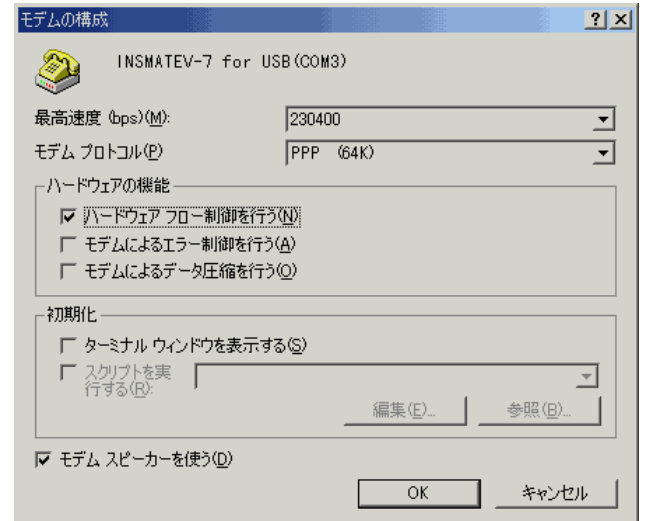 モデムの構成
INSMATEV-7 for USB(COM3)
最高速度 (bps)(M): 230400
モデム プロトコル(P) PPP (64K)
ハードウェアの機能
ハードウェア フロー制御を行う(N)
モデムによるエラー制御を行う(A)
モデムによるデータ圧縮を行う(O)
初期化
ターミナル ウィンドウを表示する(S)
スクリプトを実
行する(R):
編集(E)... 参照(B)...
モデム スピーカーを使う(D)
OK キャンセル